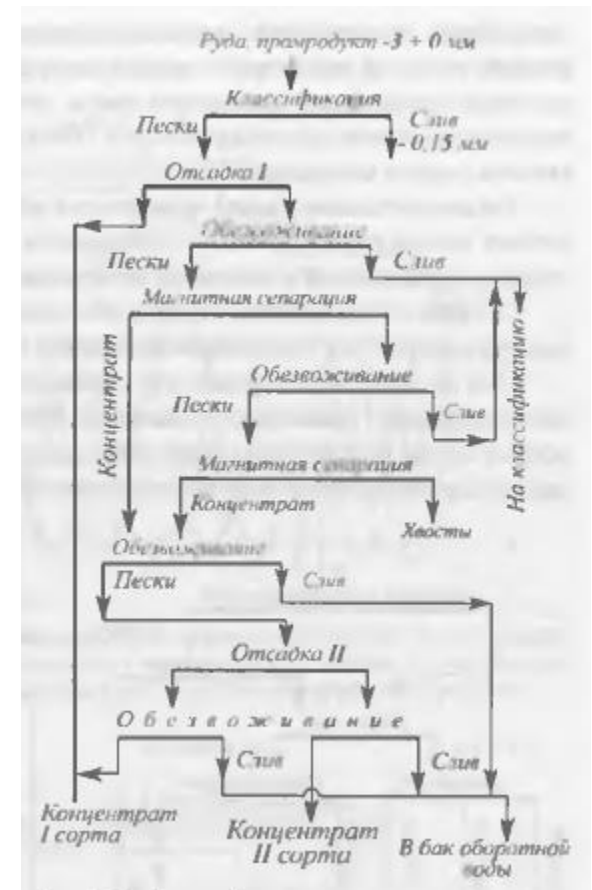 Руда, промродукт -3 + 0 мм
Классификация
Пески
Слив
- 0,15 мм
Отсадка I
Обезвоживание
Пески
Слив
Магнитная сепарация
Концентрат
Обезвоживание
Пески
Слив
На классификацию
Магнитная сепарация
Концентрат
Хвосты
Обезвоживание
Пески
Слив
Отсадка II
Обезвоживание
Слив
Слив
Концентрат
I сорта
Концентрат
II сорта
В бак оборотной
воды